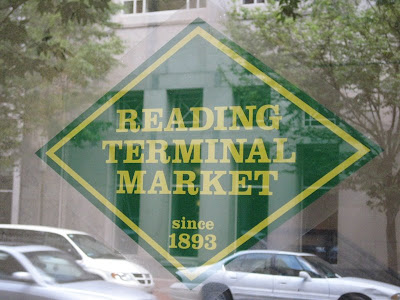 READING
TERMINAL
MARKET
since
1893